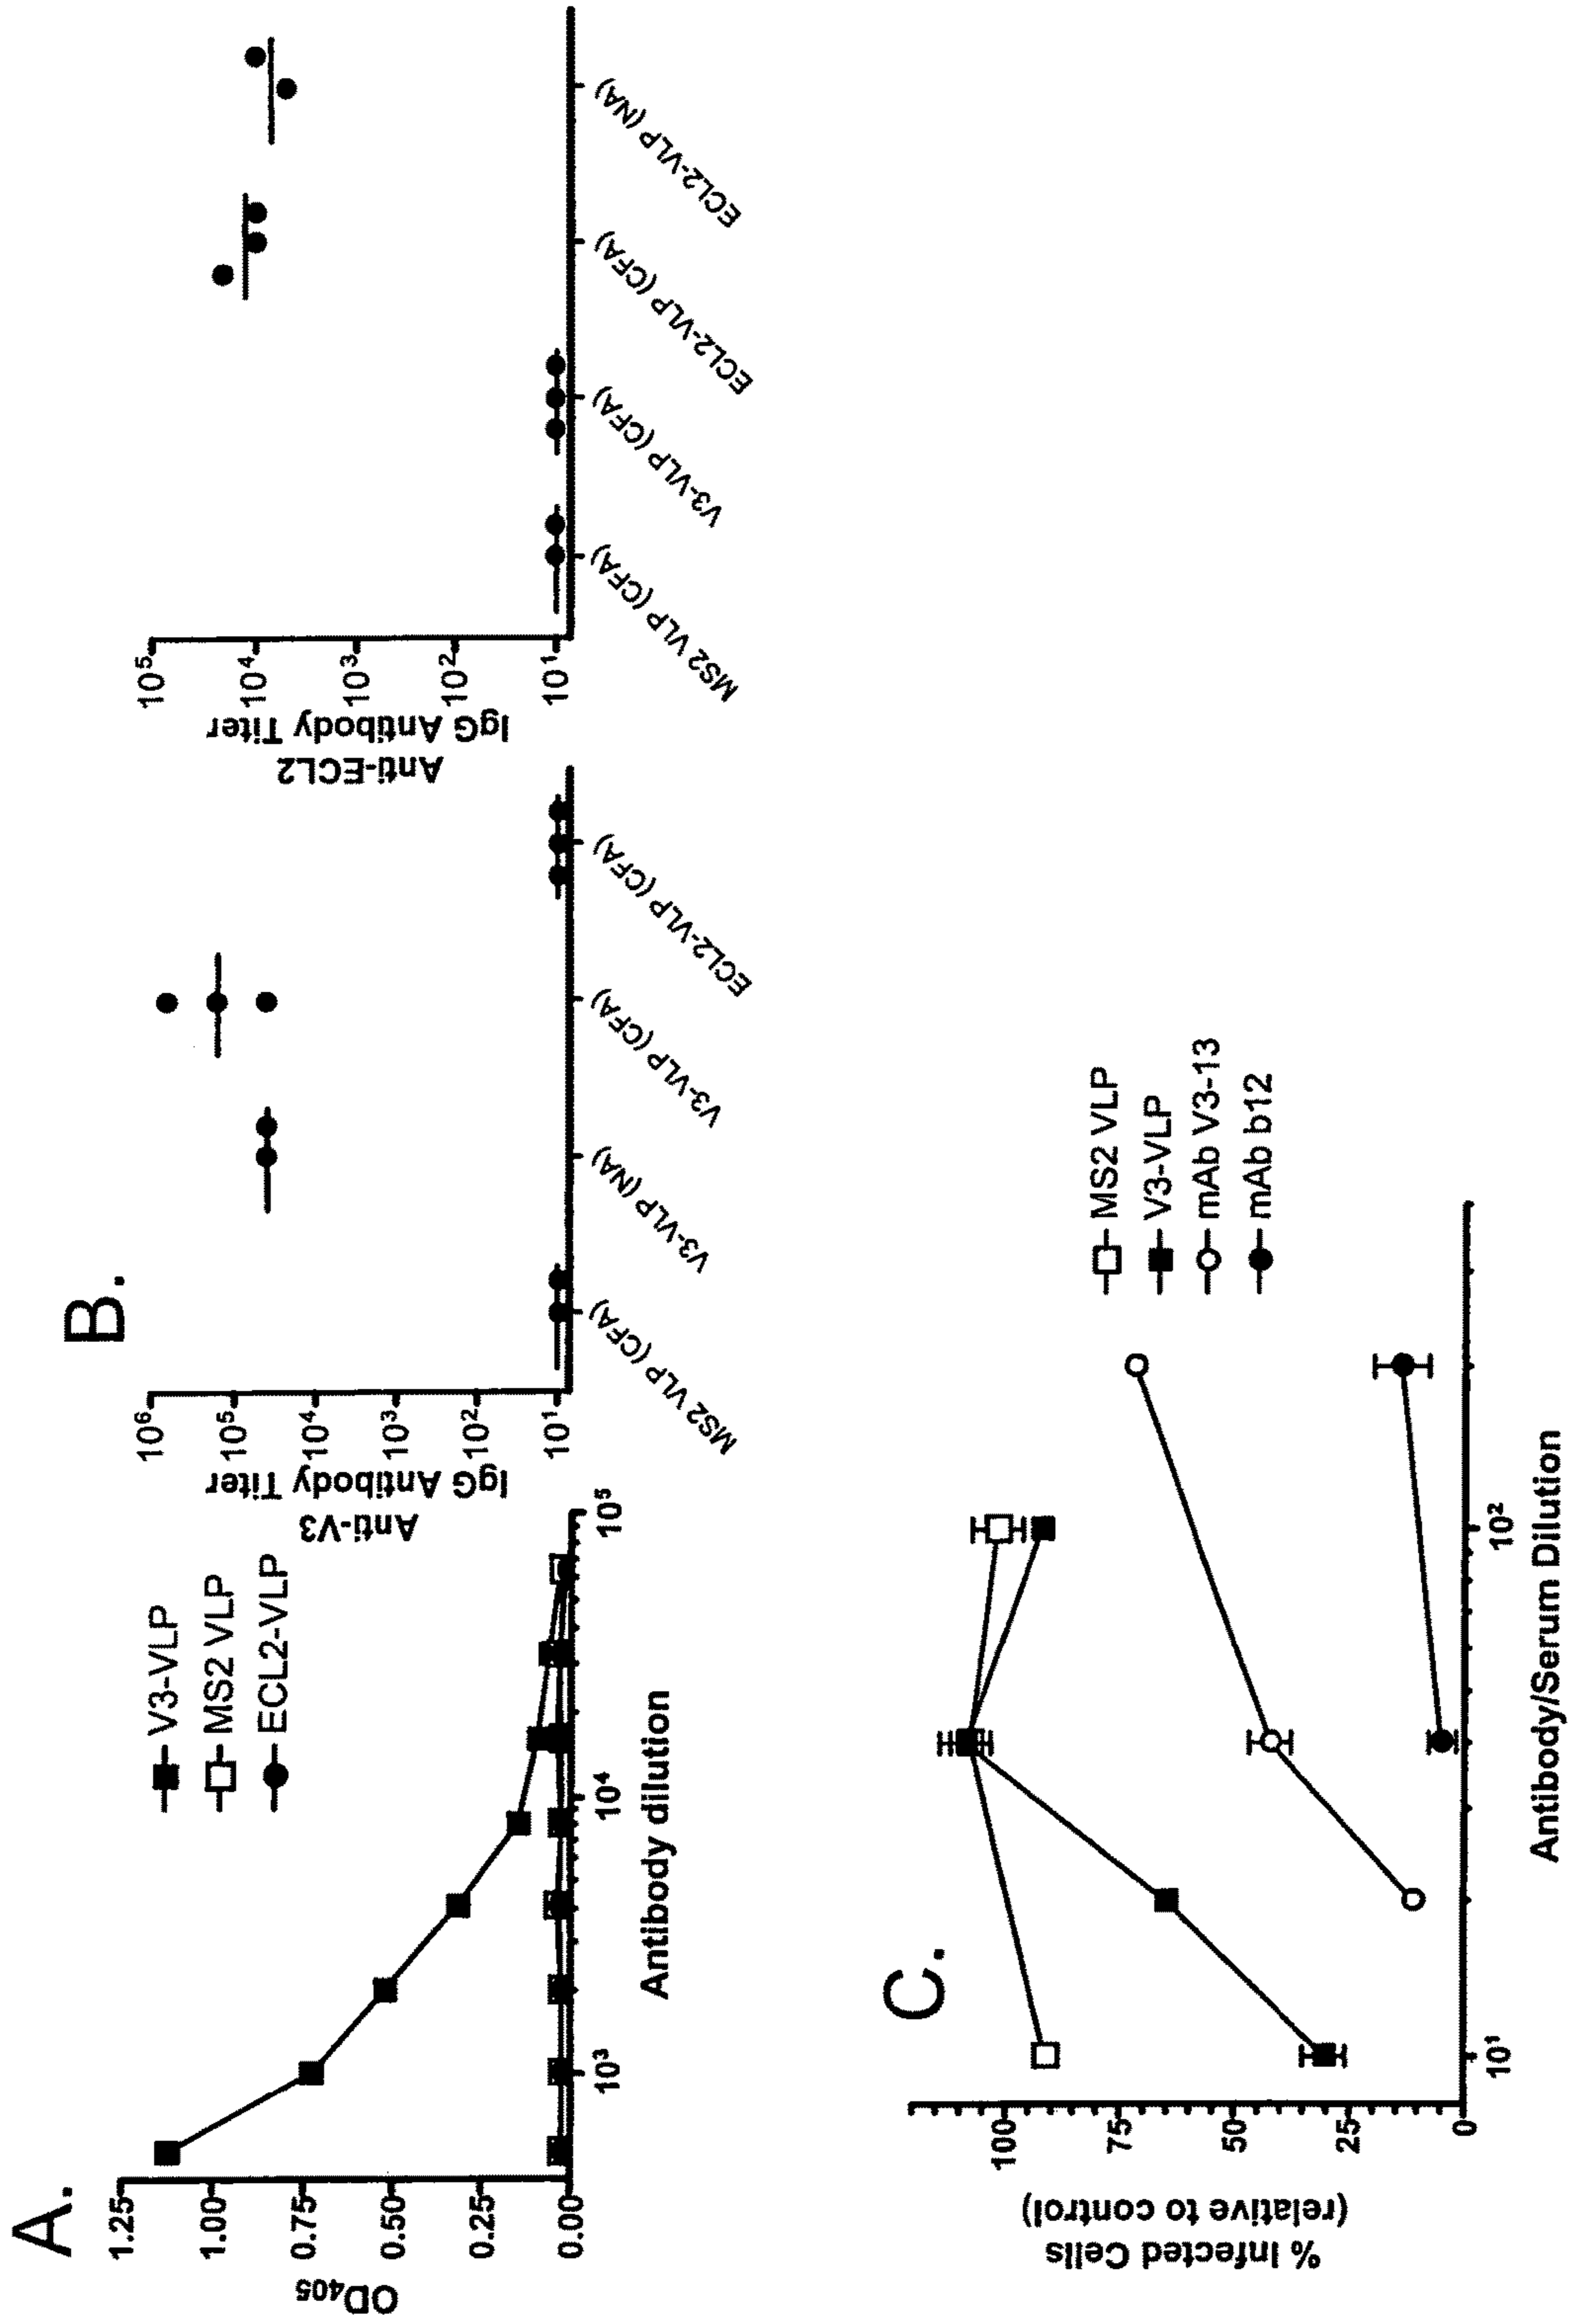 A.
OD405
1.25
1.00
0.75
0.50
0.25
0.00
10³
10⁴
10⁵
Antibody dilution
V3-VLP
MS2 VLP
ECL2-VLP
B.
Anti-V3
IgG Antibody Titer
10⁶
10⁵
10⁴
10³
10²
10¹
MS2 VLP (CFA)
V3-VLP (NA)
V3-VLP (CFA)
ECL2-VLP (CFA)
Anti-ECL2
IgG Antibody Titer
10⁵
10⁴
10³
10²
10¹
MS2 VLP (CFA)
V3-VLP (CFA)
ECL2-VLP (CFA)
ECL2-VLP (NA)
C.
% Infected Cells
(relative to control)
100
75
50
25
0
10¹
10²
Antibody/Serum Dilution
MS2 VLP
V3-VLP
mAb V3-13
mAb b12